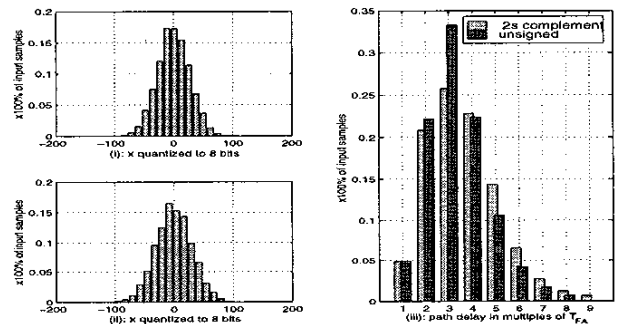 0.2
0.15
0.1
0.05
0
x100% of input samples
-200 -100 0 100 200
(i): x quantized to 8 bits
0.2
0.15
0.1
0.05
0
x100% of input samples
-200 -100 0 100 200
(ii): x quantized to 8 bits
0.35
0.3
0.25
0.2
0.15
0.1
0.05
0
x100% of input samples
2s complement
unsigned
1 2 3 4 5 6 7 8 9
(iii): path delay in multiples of T_FA